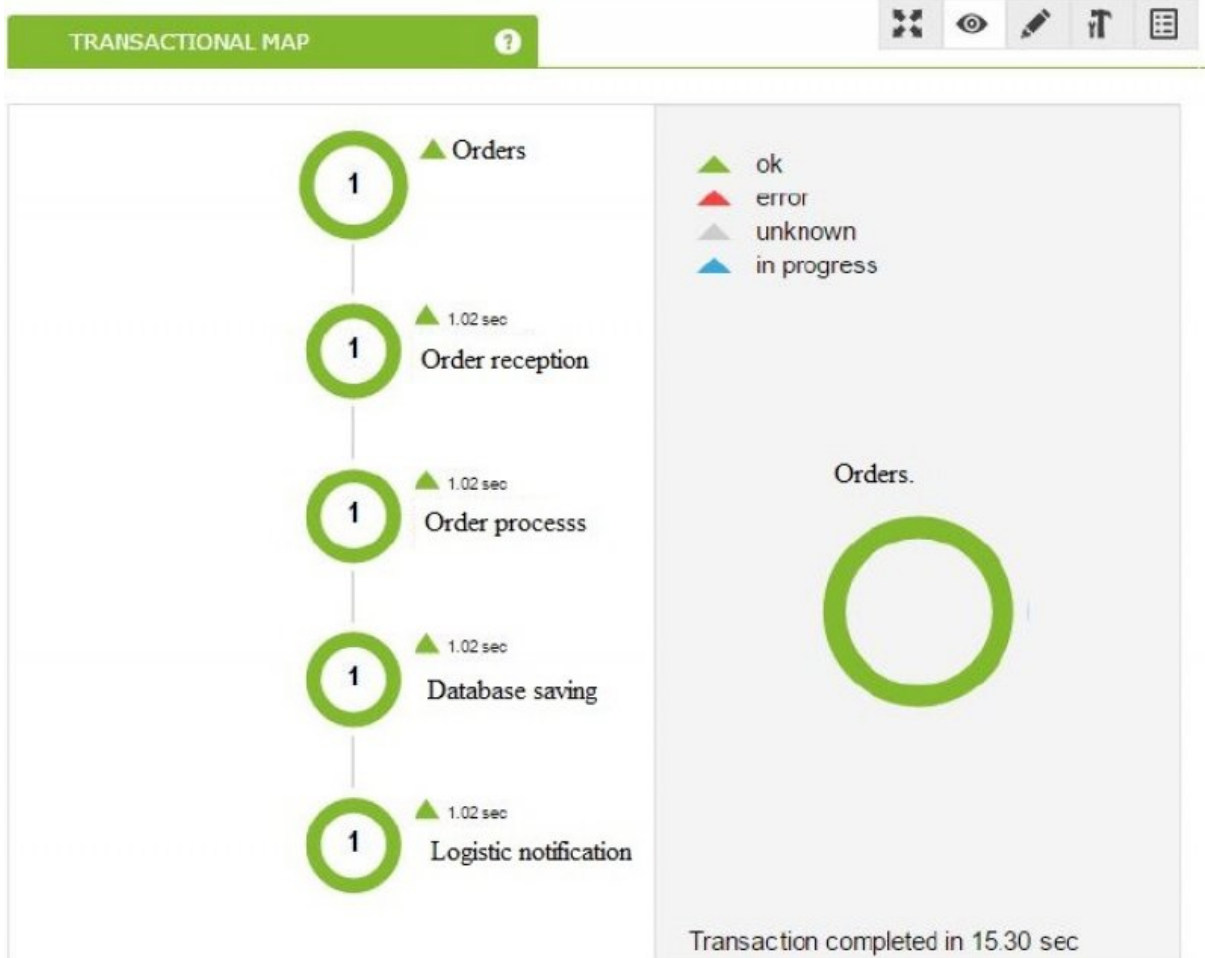 TRANSACTIONAL MAP ?
1
Orders
1
1.02 sec
Order reception
1
1.02 sec
Order processs
1
1.02 sec
Database saving
1
1.02 sec
Logistic notification
ok
error
unknown
in progress
Orders.
Transaction completed in 15.30 sec